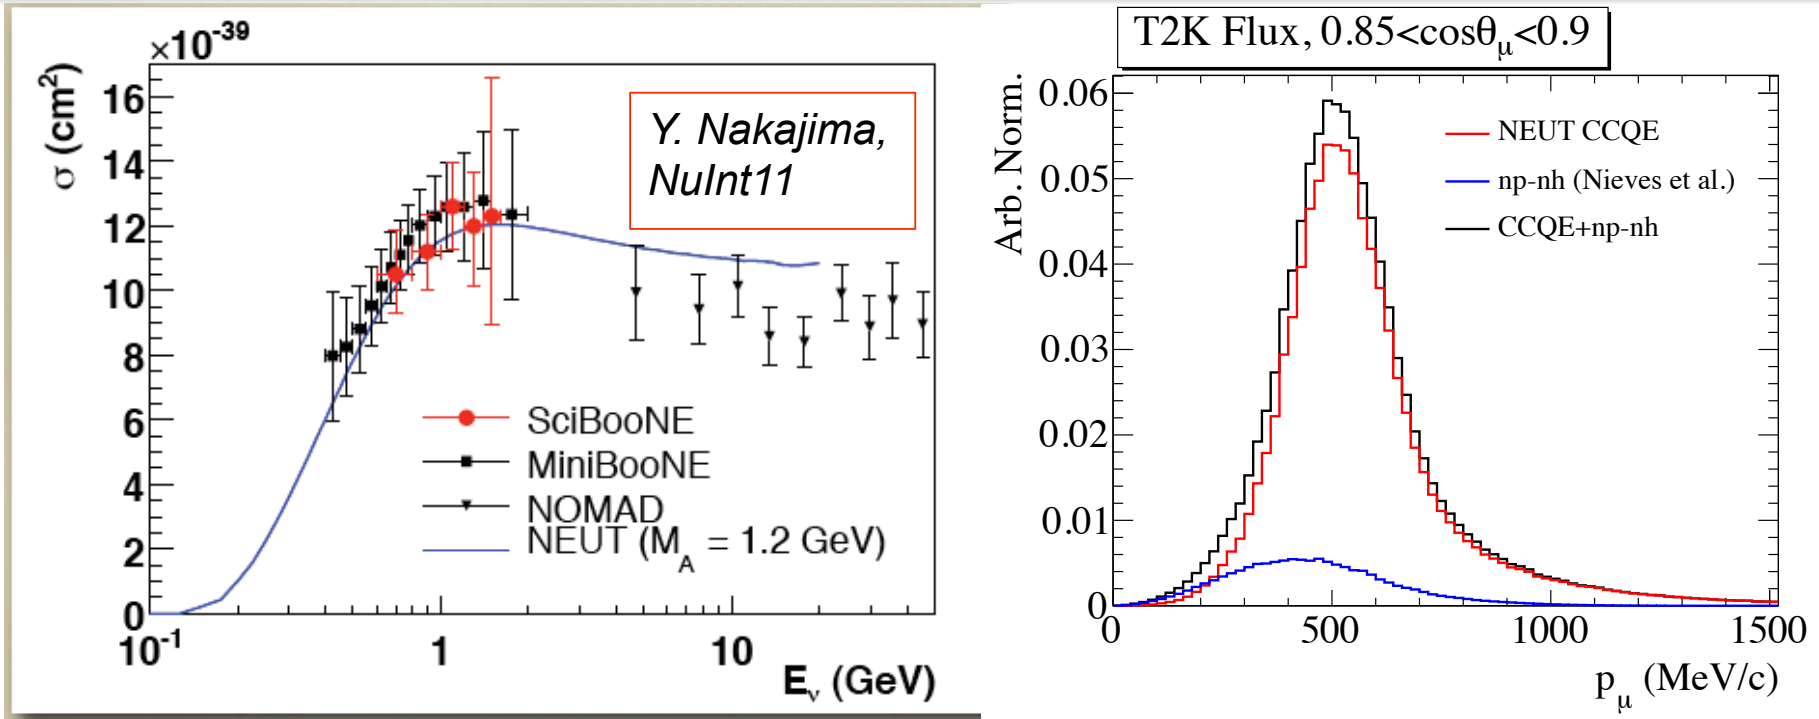 ×10⁻³⁹
σ (cm²)
16
14
12
10
8
6
4
2
0
10⁻¹
1
10
E_ν (GeV)
Y. Nakajima,
NuInt11
SciBooNE
MiniBooNE
NOMAD
NEUT (M_A = 1.2 GeV)
T2K Flux, 0.85<cosθ_μ<0.9
Arb. Norm.
0.06
0.05
0.04
0.03
0.02
0.01
0
0
500
1000
1500
p_μ (MeV/c)
NEUT CCQE
np-nh (Nieves et al.)
CCQE+np-nh